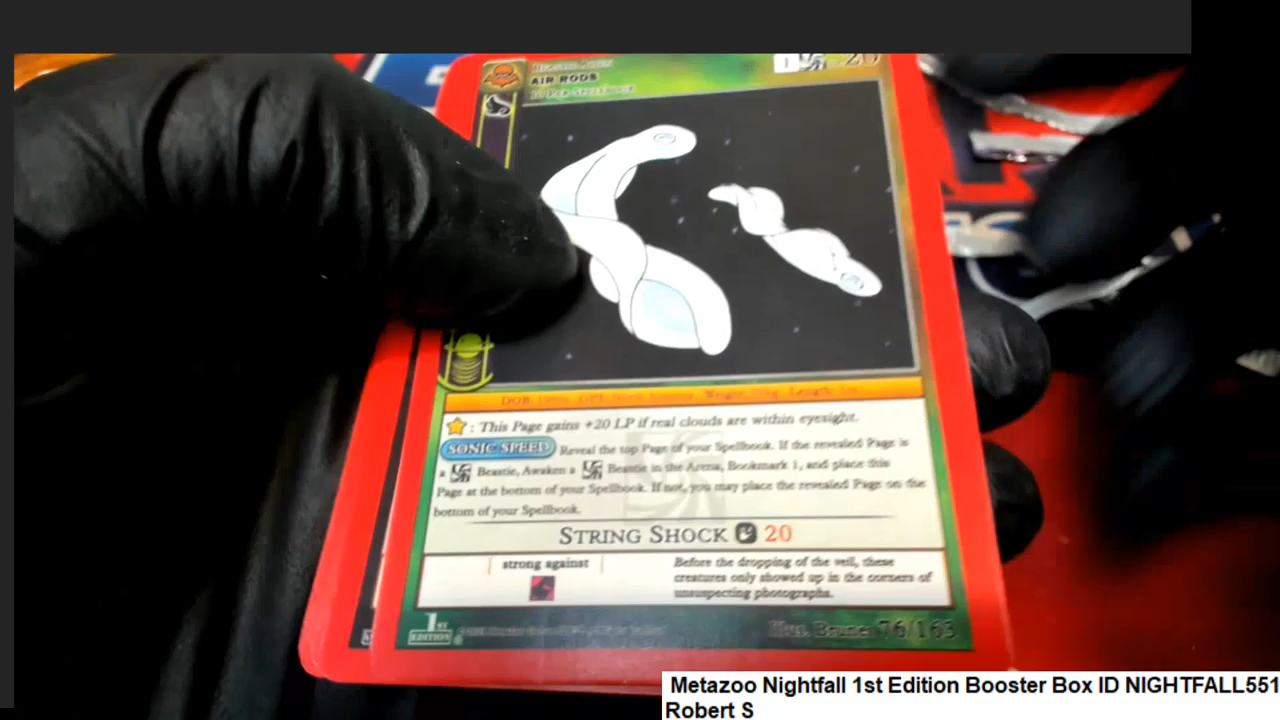 AIR RODS
1 20
: This Page gains +20 LP if real clouds are within eyesight.
SONIC SPEED Reveal the top Page of your Spellbook. If the revealed Page is
a Beastie, Awaken a Beastie in the Arena, Bookmark 1, and place this
Page at the bottom of your Spellbook. If not, you may place the revealed Page on the
bottom of your Spellbook.
STRING SHOCK 20
strong against
Before the dropping of the veil, these
creatures only showed up in the corners of
unsuspecting photographs.
1ST
EDITION
Illus. 76/163
Metazoo Nightfall 1st Edition Booster Box ID NIGHTFALL551
Robert S